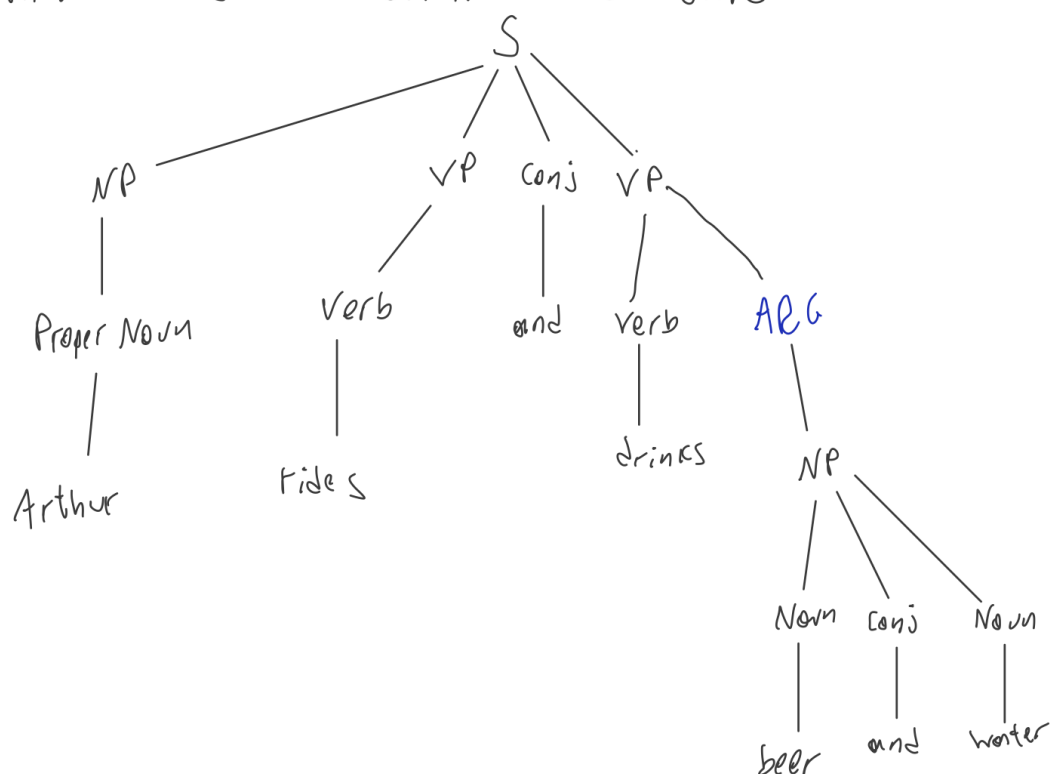 S
NP VP Conj VP
Proper Noun Verb and Verb ARG
Arthur rides drinks NP
Noun Conj Noun
beer and water